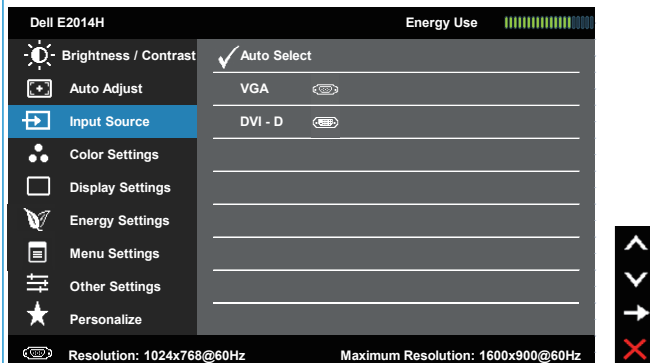 Dell E2014H Energy Use
Brightness / Contrast Auto Select
Auto Adjust VGA
Input Source DVI - D
Color Settings
Display Settings
Energy Settings
Menu Settings
Other Settings
Personalize
Resolution: 1024x768@60Hz Maximum Resolution: 1600x900@60Hz